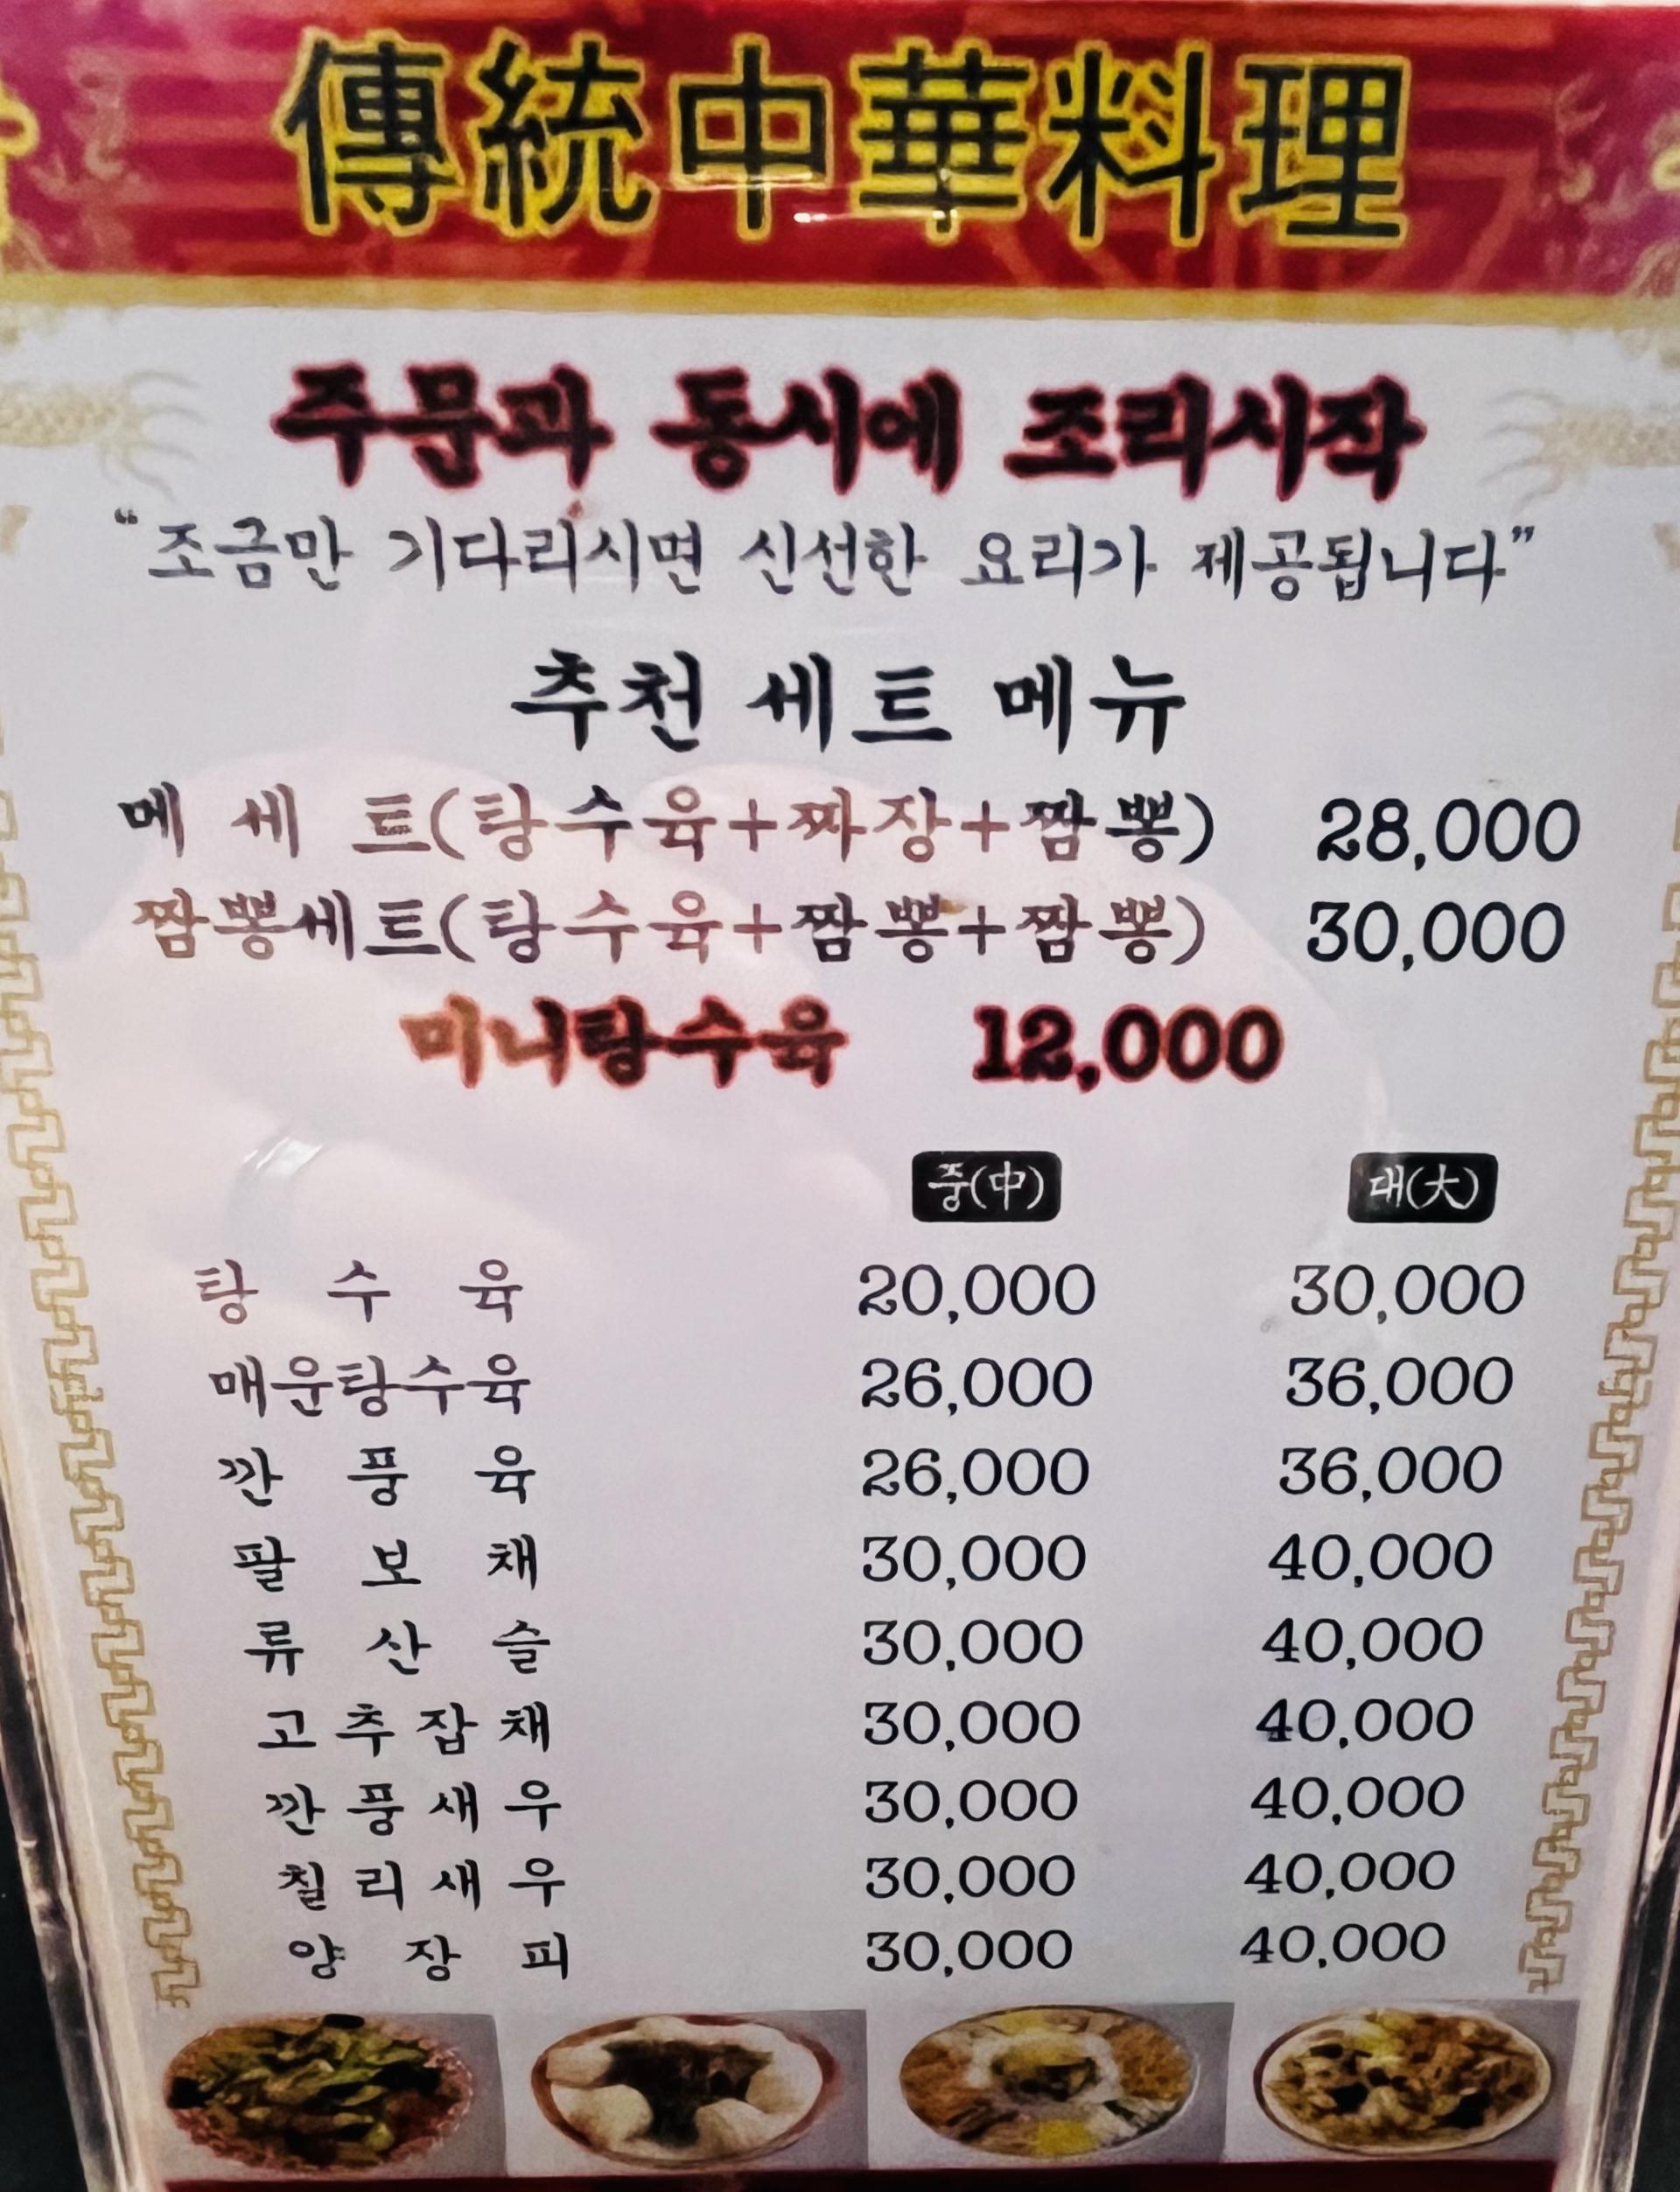 傳統中華料理
주문과 동시에 조리시작
“조금만 기다리시면 신선한 요리가 제공됩니다”
추천 세트 메뉴
메 세 트(탕수육+짜장+짬뽕) 28,000
짬뽕세트(탕수육+짬뽕+짬뽕) 30,000
미니탕수육 12,000
중(中) 대(大)
탕 수 육 20,000 30,000
매운탕수육 26,000 36,000
깐 풍 육 26,000 36,000
팔 보 채 30,000 40,000
류 산 슬 30,000 40,000
고 추 잡 채 30,000 40,000
깐 풍 새 우 30,000 40,000
칠 리 새 우 30,000 40,000
양 장 피 30,000 40,000